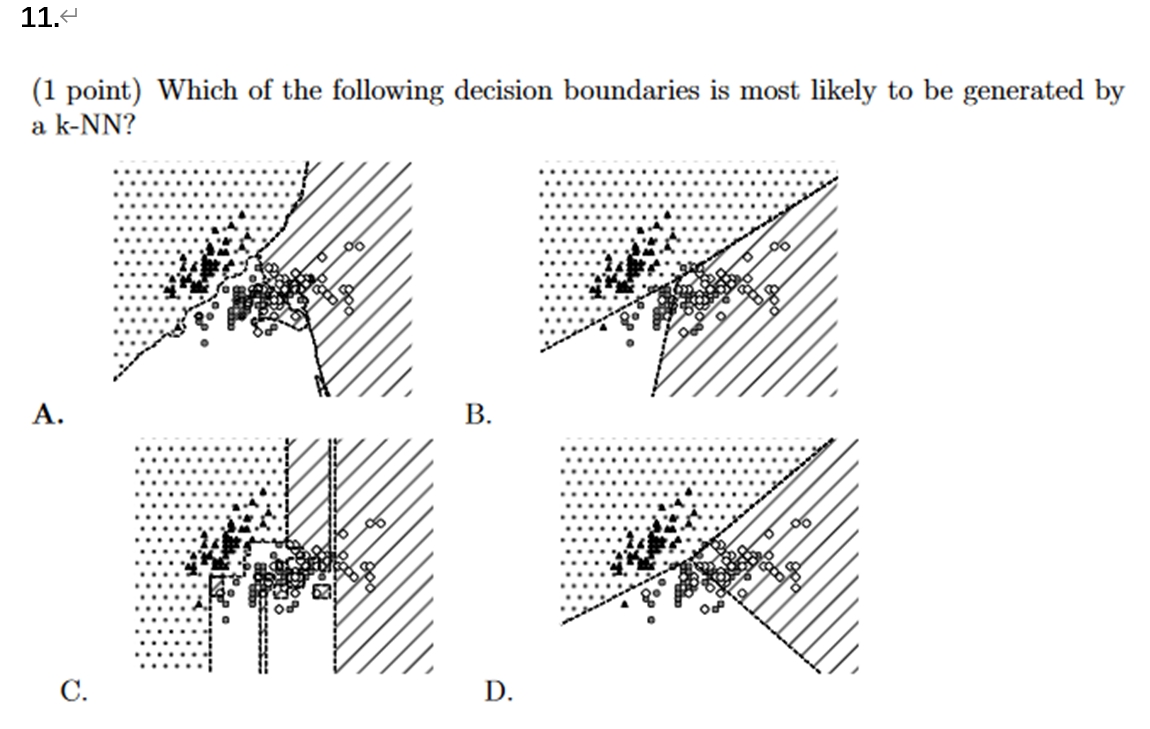 11.↵
(1 point) Which of the following decision boundaries is most likely to be generated by
a k-NN?
A.
B.
C.
D.